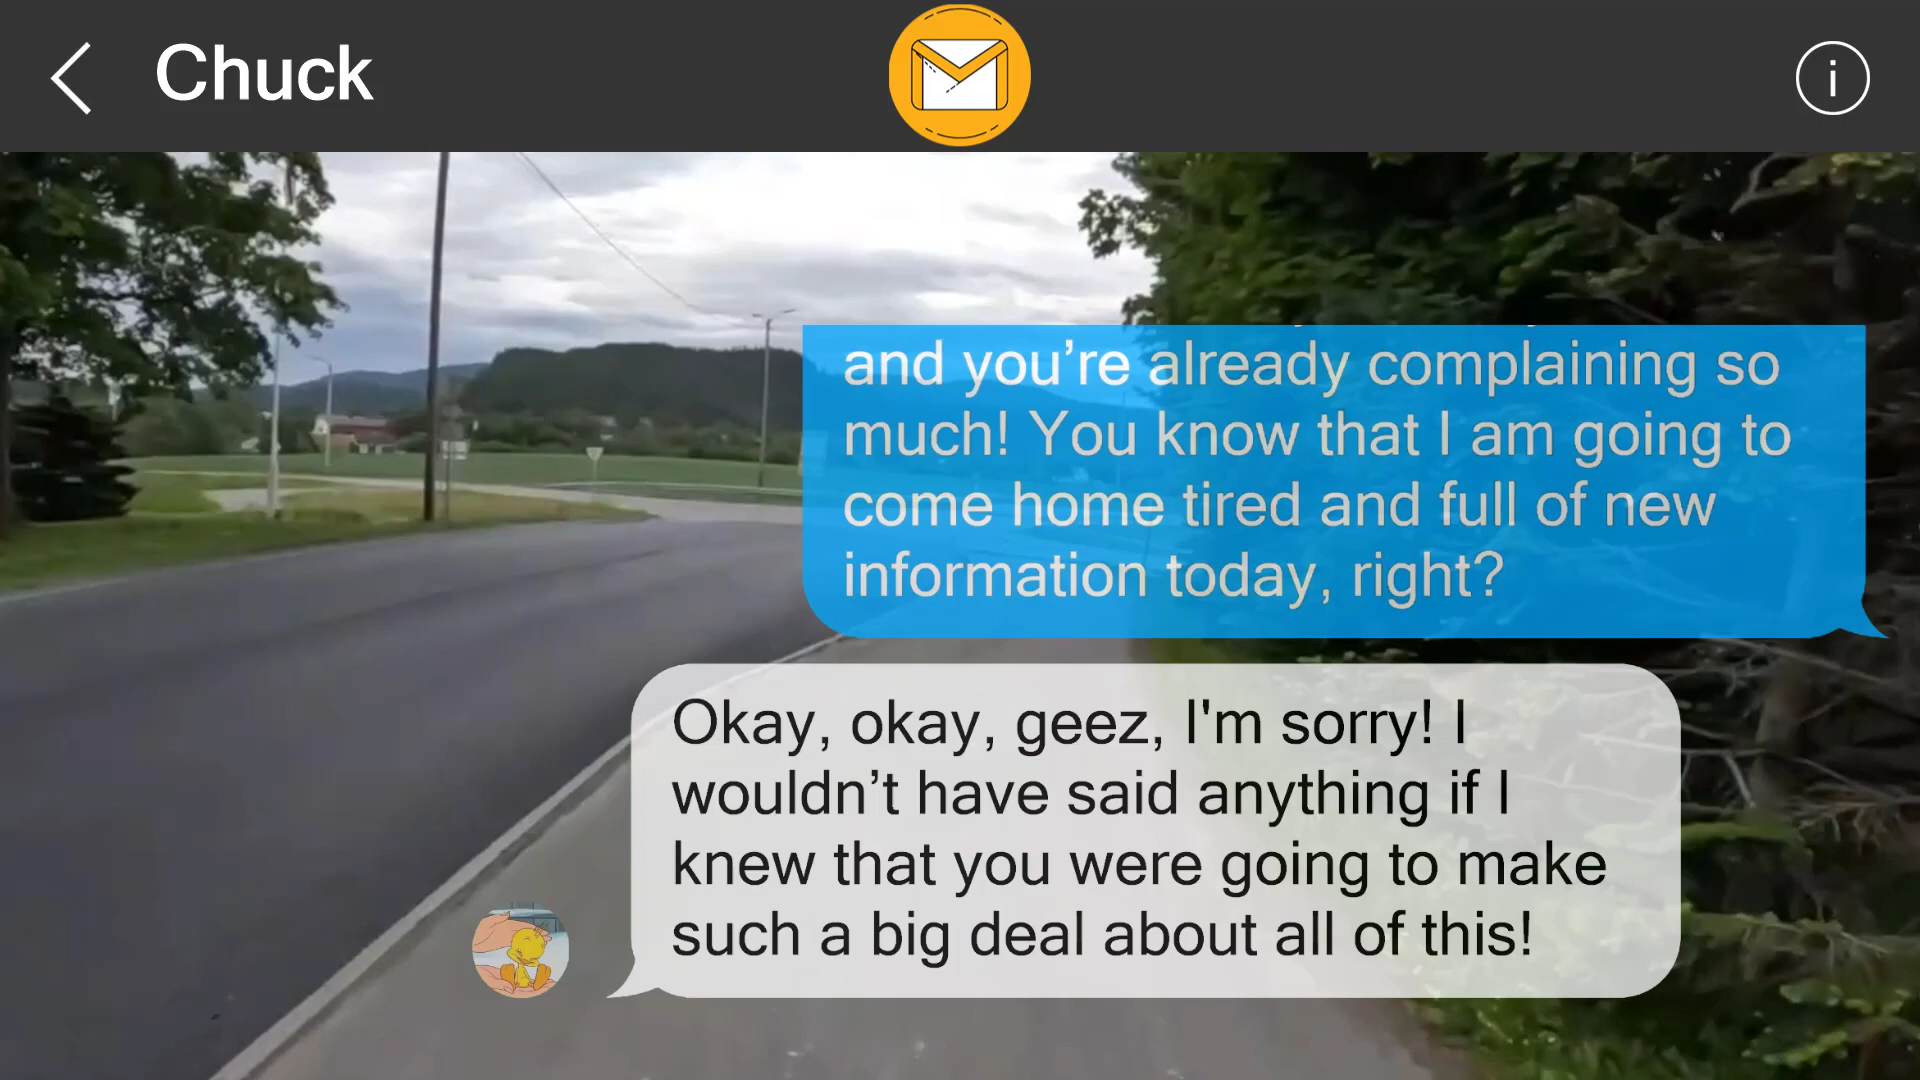 Chuck
i
and you’re already complaining so
much! You know that I am going to
come home tired and full of new
information today, right?
Okay, okay, geez, I'm sorry! I
wouldn’t have said anything if I
knew that you were going to make
such a big deal about all of this!